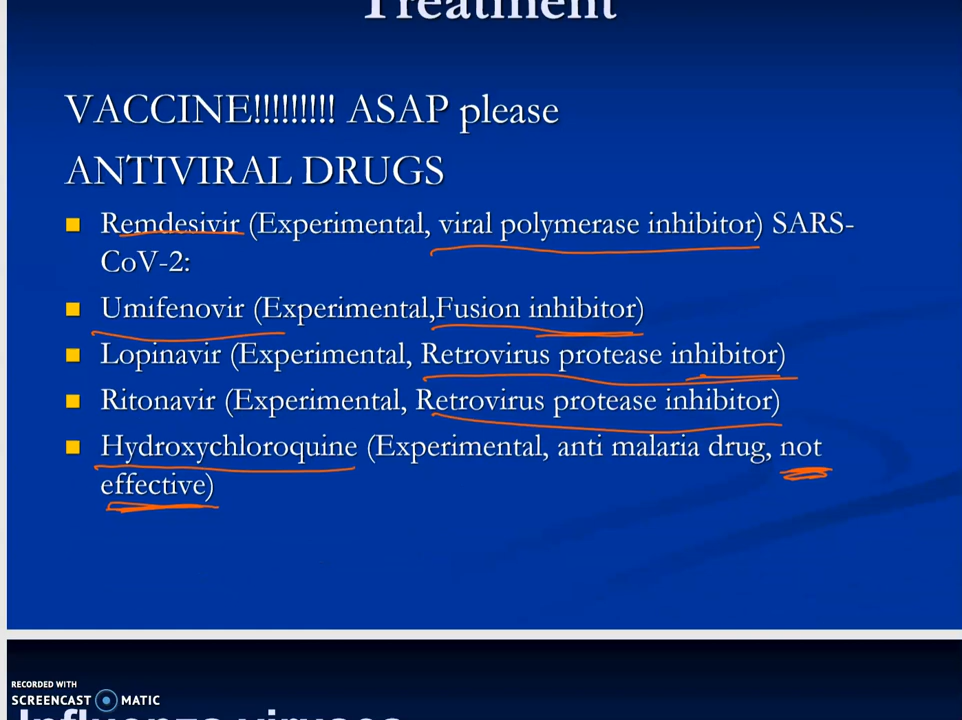 Treatment
VACCINE!!!!!!!!! ASAP please
ANTIVIRAL DRUGS
Remdesivir (Experimental, viral polymerase inhibitor) SARS-
CoV-2:
Umifenovir (Experimental,Fusion inhibitor)
Lopinavir (Experimental, Retrovirus protease inhibitor)
Ritonavir (Experimental, Retrovirus protease inhibitor)
Hydroxychloroquine (Experimental, anti malaria drug, not
effective)
RECORDED WITH
SCREENCAST MATIC
Influenza viruses